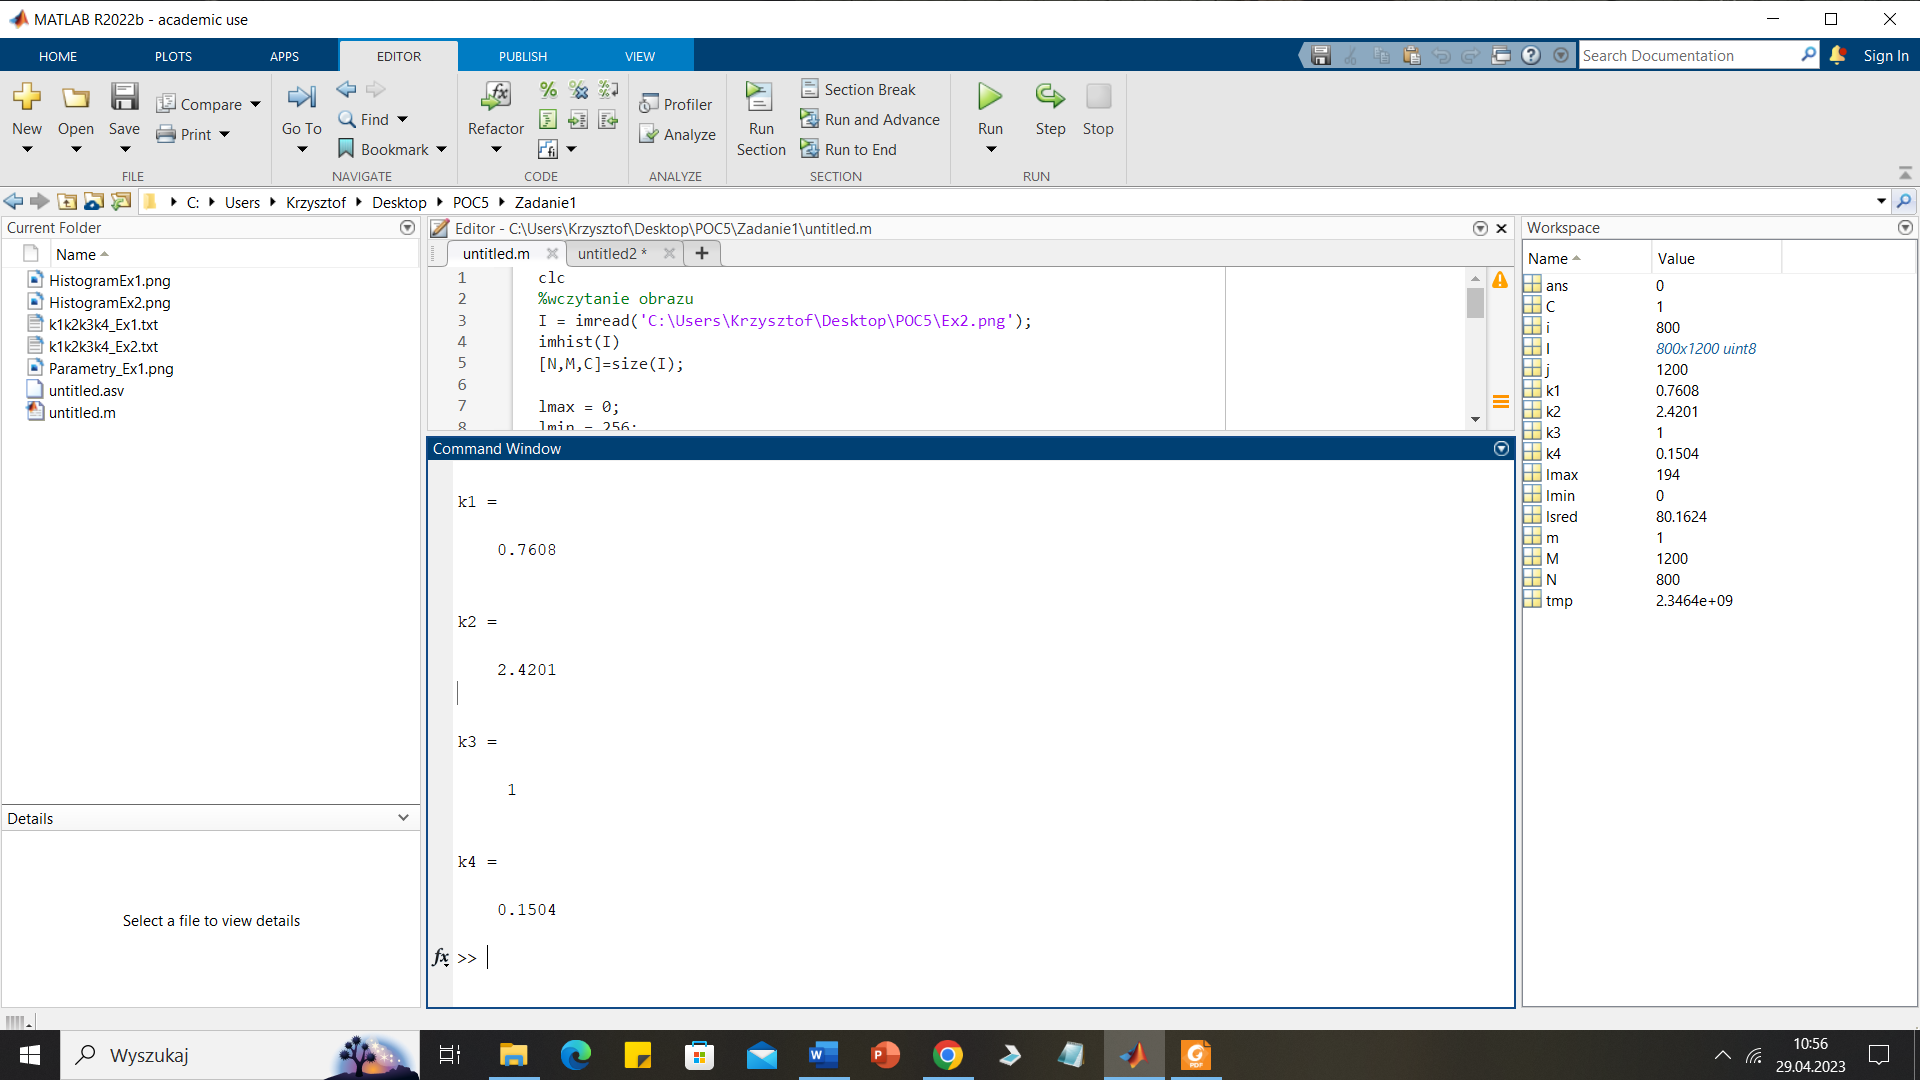 MATLAB R2022b - academic use
HOME PLOTS APPS EDITOR PUBLISH VIEW
Search Documentation
Sign In
New
Open
Save
Compare
Print
FILE
Go To
Find
Bookmark
NAVIGATE
Refactor
CODE
Profiler
Analyze
ANALYZE
Run Section
Section Break
Run and Advance
Run to End
SECTION
Run
Step
Stop
RUN
C: Users Krzysztof Desktop POC5 Zadanie1
Current Folder
Name
HistogramEx1.png
HistogramEx2.png
k1k2k3k4_Ex1.txt
k1k2k3k4_Ex2.txt
Parametry_Ex1.png
untitled.asv
untitled.m
Details
Select a file to view details
Editor - C:\Users\Krzysztof\Desktop\POC5\Zadanie1\untitled.m
untitled.m untitled2 *
1 clc
2 %wczytanie obrazu
3 I = imread('C:\Users\Krzysztof\Desktop\POC5\Ex2.png');
4 imhist(I)
5 [N,M,C]=size(I);
6
7 lmax = 0;
8 lmin = 256;
Command Window
k1 =
0.7608
k2 =
2.4201
k3 =
1
k4 =
0.1504
fx >>
Workspace
Name Value
ans 0
C 1
i 800
I 800x1200 uint8
j 1200
k1 0.7608
k2 2.4201
k3 1
k4 0.1504
lmax 194
lmin 0
lsred 80.1624
m 1
M 1200
N 800
tmp 2.3464e+09
Wyszukaj
10:56
29.04.2023